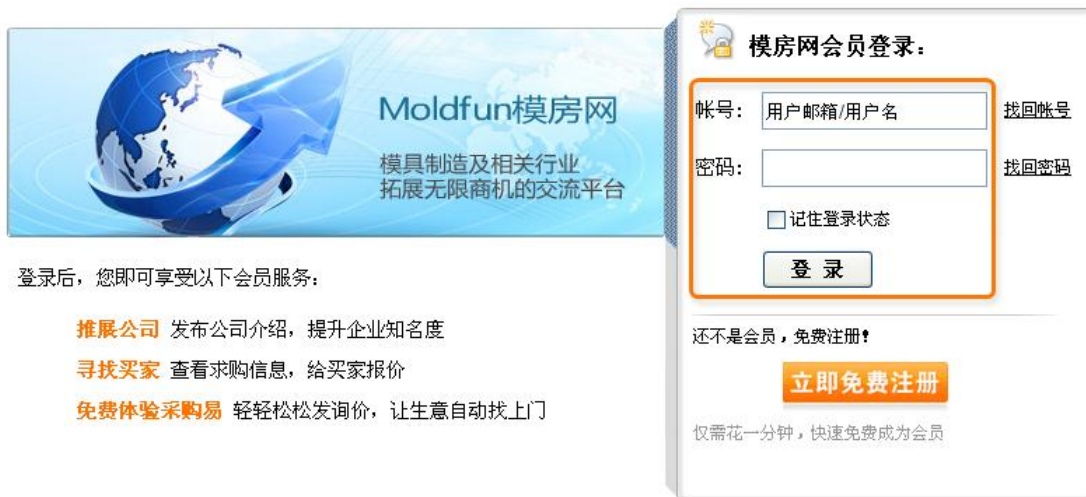 Moldfun模房网
模具制造及相关行业
拓展无限商机的交流平台
登录后，您即可享受以下会员服务：
推展公司 发布公司介绍，提升企业知名度
寻找买家 查看求购信息，给买家报价
免费体验采购易 轻轻松松发询价，让生意自动找上门
模房网会员登录：
帐号： 用户邮箱/用户名 找回帐号
密码： 找回密码
记住登录状态
登 录
还不是会员，免费注册！
立即免费注册
仅需花一分钟，快速免费成为会员